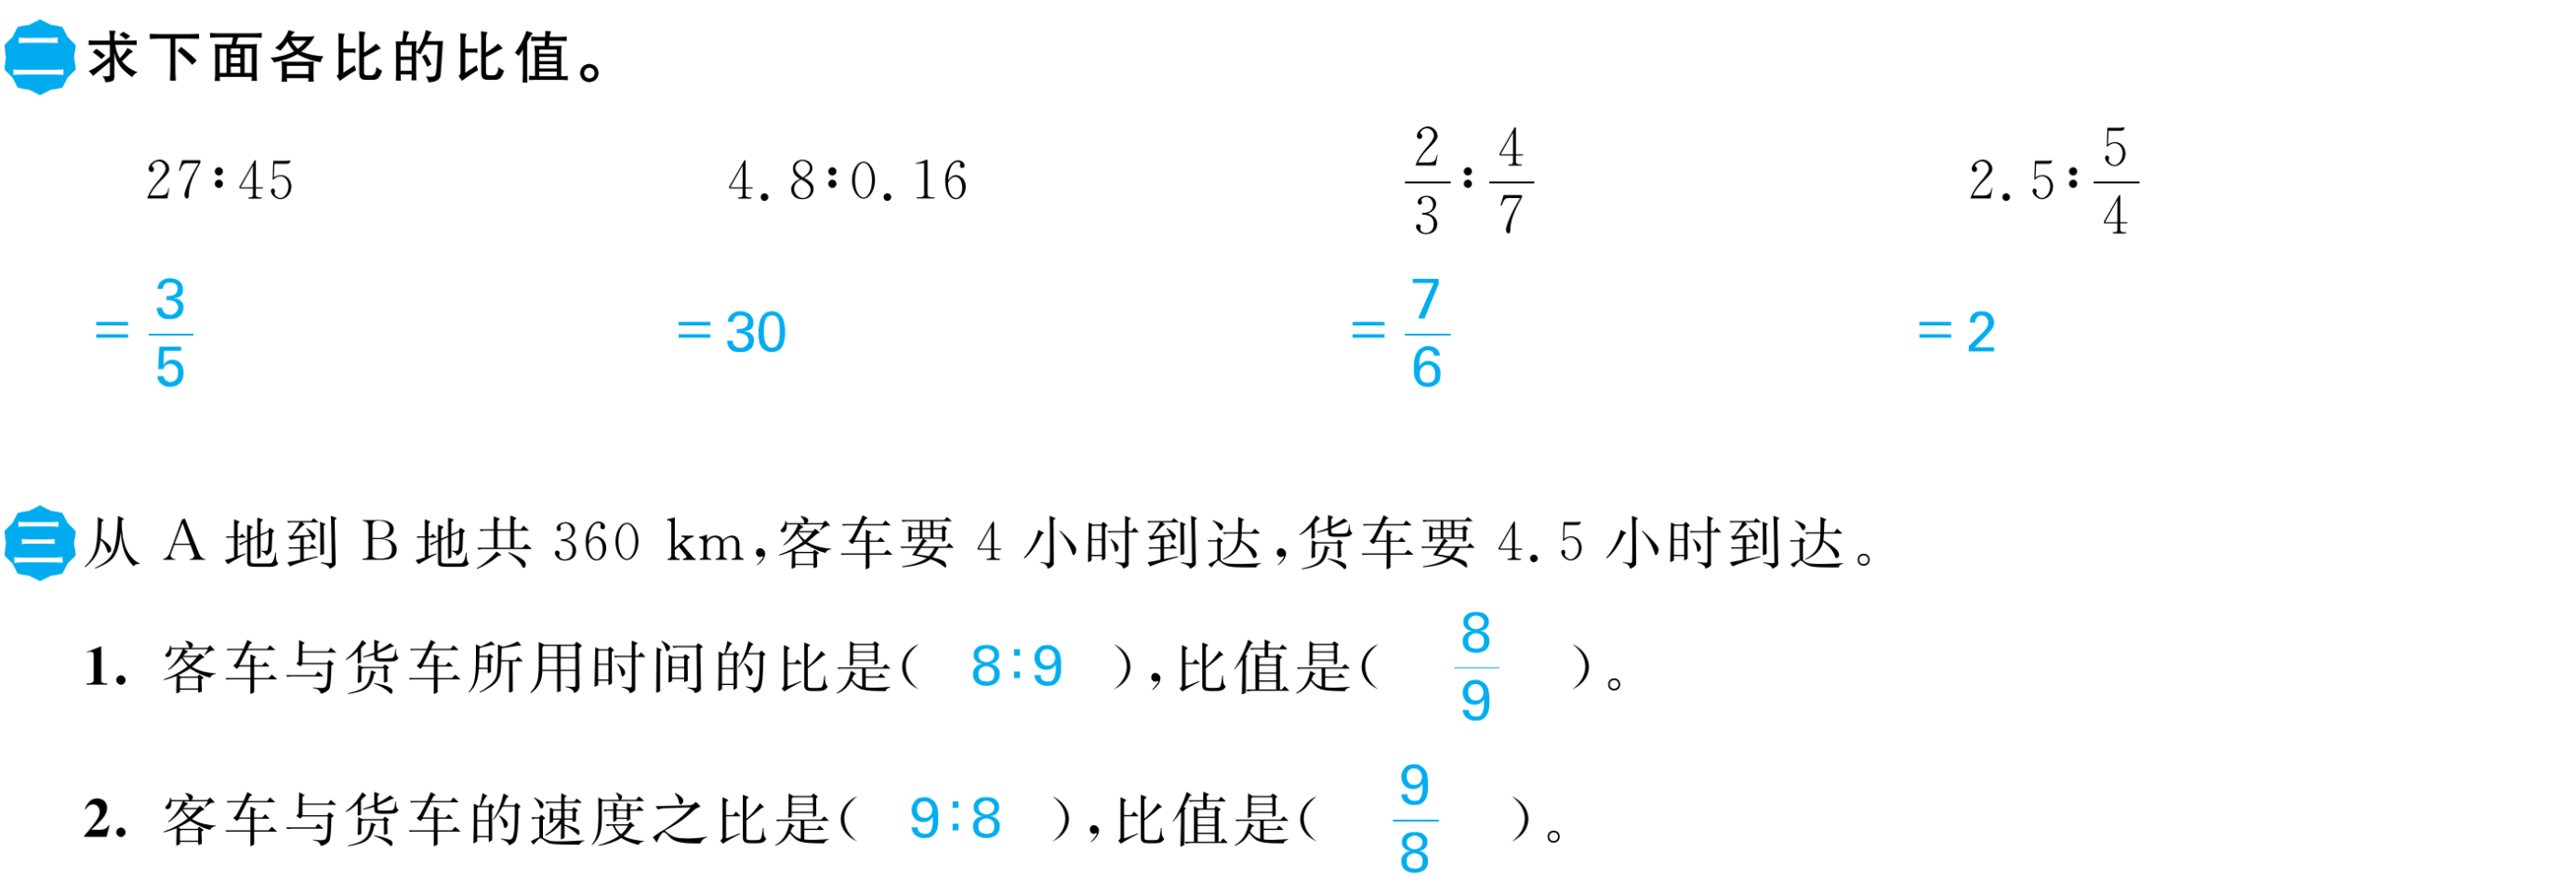 二 求下面各比的比值。
27∶45　4.8∶0.16　2/3∶4/7　2.5∶5/4
=3/5　=30　=7/6　=2
三 从 A 地到 B 地共 360 km,客车要 4 小时到达,货车要 4.5 小时到达。
1. 客车与货车所用时间的比是( 8∶9 ),比值是( 8/9 )。
2. 客车与货车的速度之比是( 9∶8 ),比值是( 9/8 )。